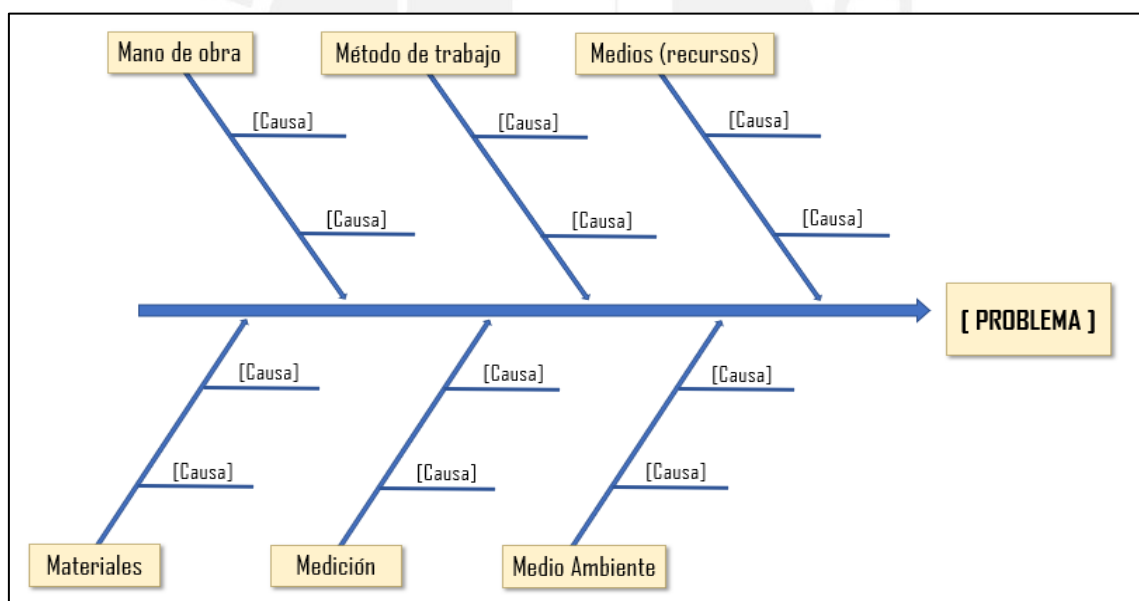 Mano de obra
Método de trabajo
Medios (recursos)
[Causa]
[Causa]
[Causa]
[Causa]
[Causa]
[Causa]
[ PROBLEMA ]
[Causa]
[Causa]
[Causa]
[Causa]
[Causa]
[Causa]
Materiales
Medición
Medio Ambiente